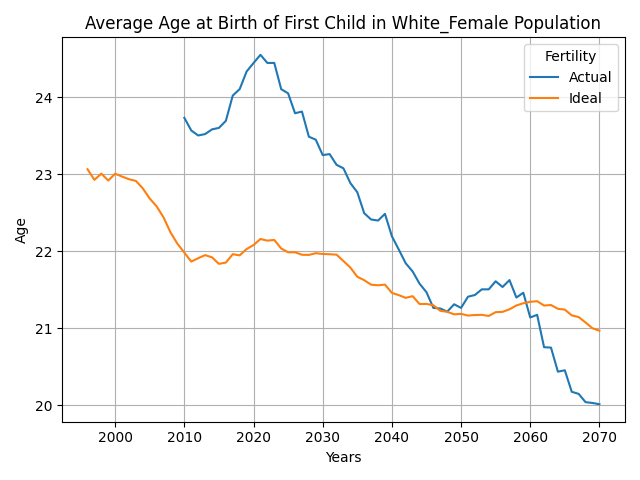 Average Age at Birth of First Child in White_Female Population
Fertility
Actual
Ideal
Age
24
23
22
21
20
2000
2010
2020
2030
2040
2050
2060
2070
Years